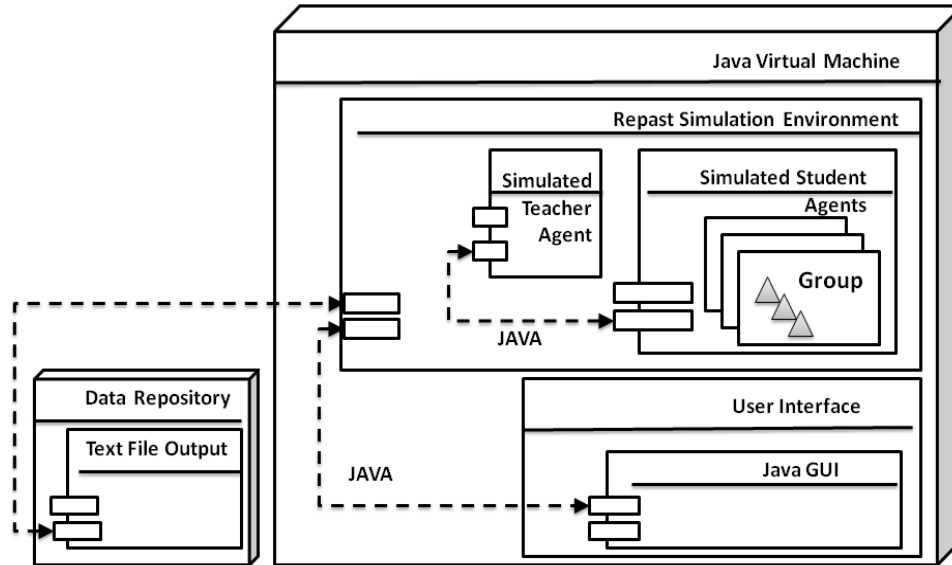 Java Virtual Machine
Repast Simulation Environment
Simulated
Teacher
Agent
Simulated Student
Agents
Group
JAVA
Data Repository
Text File Output
JAVA
User Interface
Java GUI